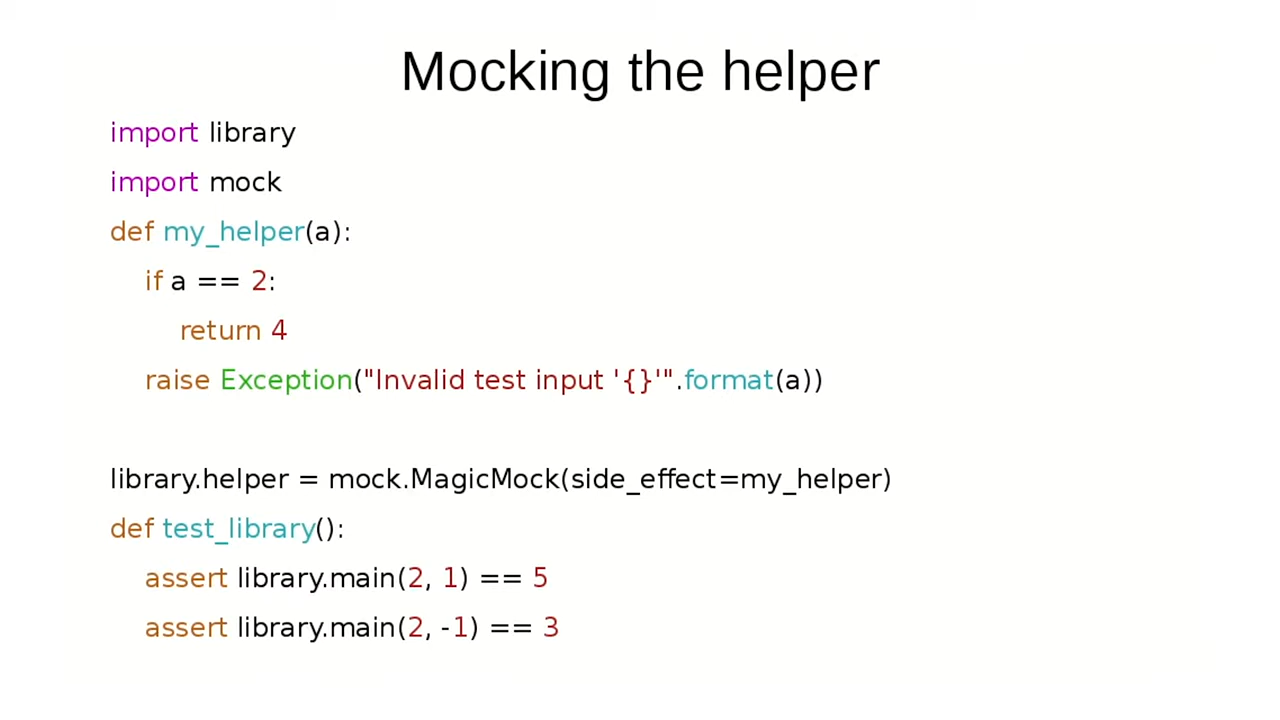 Mocking the helper
import library
import mock
def my_helper(a):
if a == 2:
return 4
raise Exception("Invalid test input '{}'".format(a))
library.helper = mock.MagicMock(side_effect=my_helper)
def test_library():
assert library.main(2, 1) == 5
assert library.main(2, -1) == 3